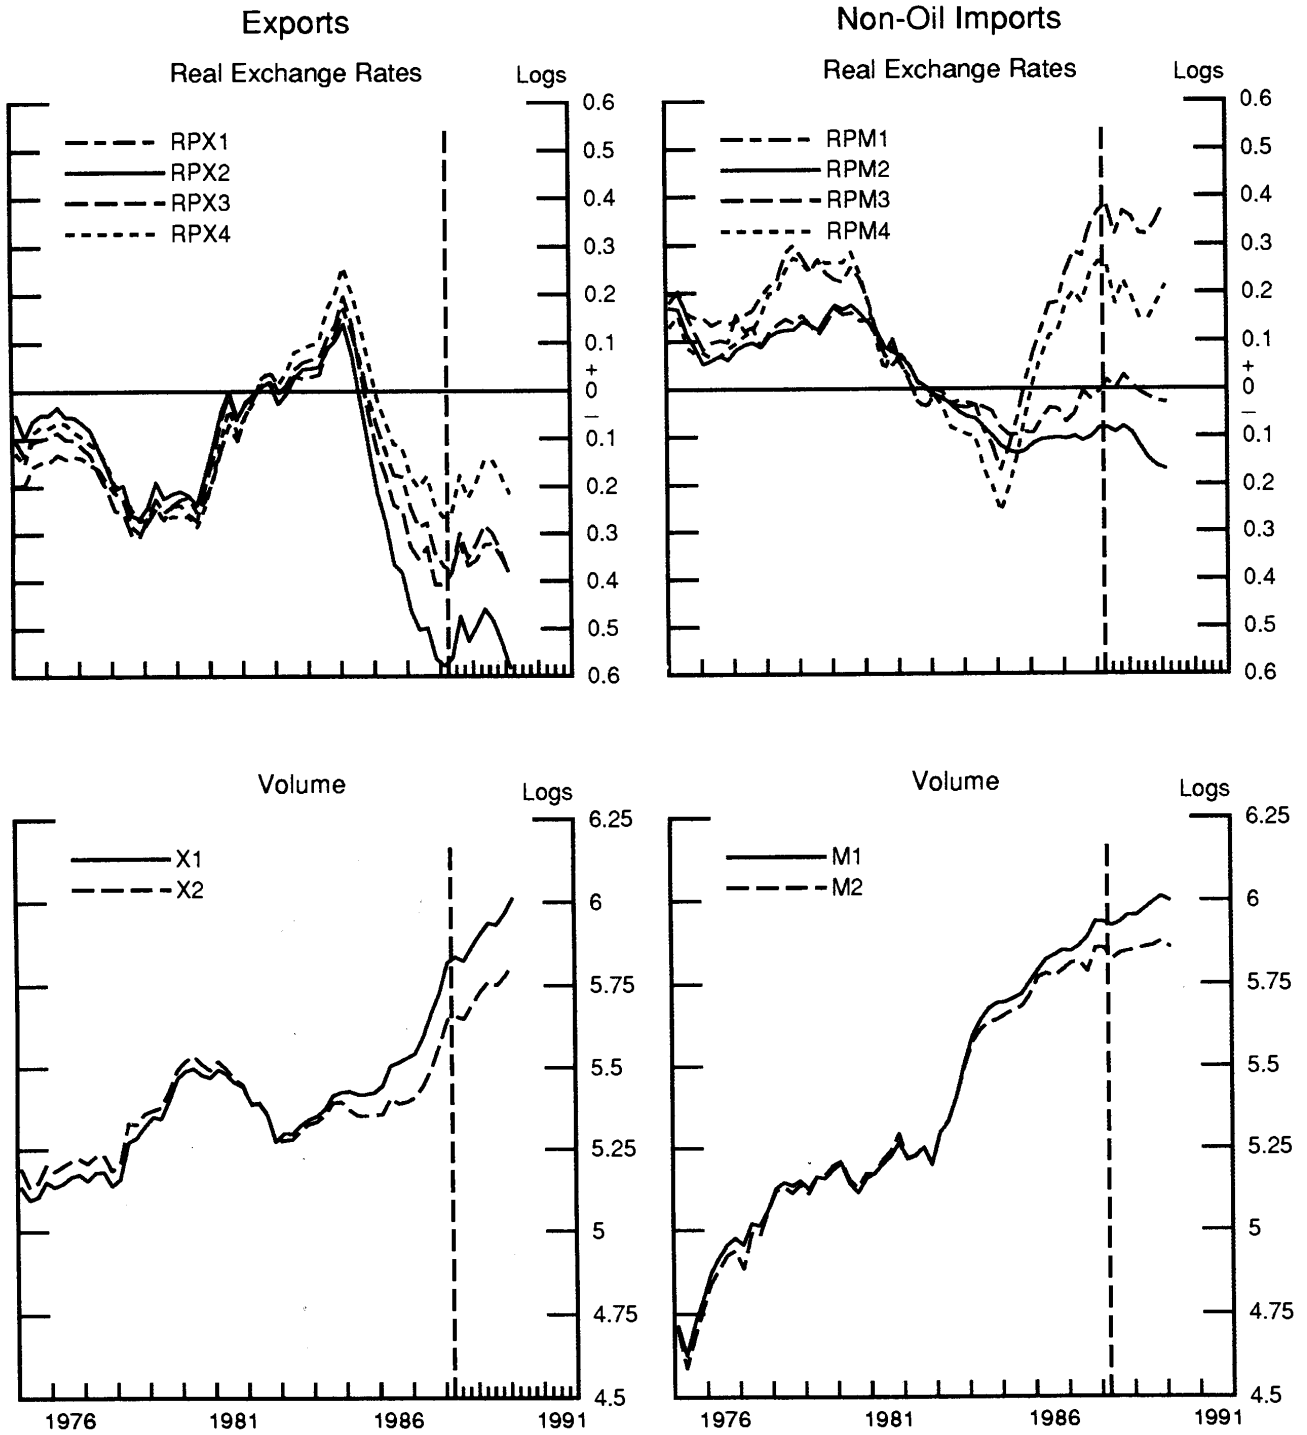 Exports
Real Exchange Rates
Logs
RPX1
RPX2
RPX3
RPX4
0.6
0.5
0.4
0.3
0.2
0.1
+
0
–
0.1
0.2
0.3
0.4
0.5
0.6
Non-Oil Imports
Real Exchange Rates
Logs
RPM1
RPM2
RPM3
RPM4
0.6
0.5
0.4
0.3
0.2
0.1
+
0
–
0.1
0.2
0.3
0.4
0.5
0.6
Volume
Logs
X1
X2
6.25
6
5.75
5.5
5.25
5
4.75
4.5
1976 1981 1986 1991
Volume
Logs
M1
M2
6.25
6
5.75
5.5
5.25
5
4.75
4.5
1976 1981 1986 1991